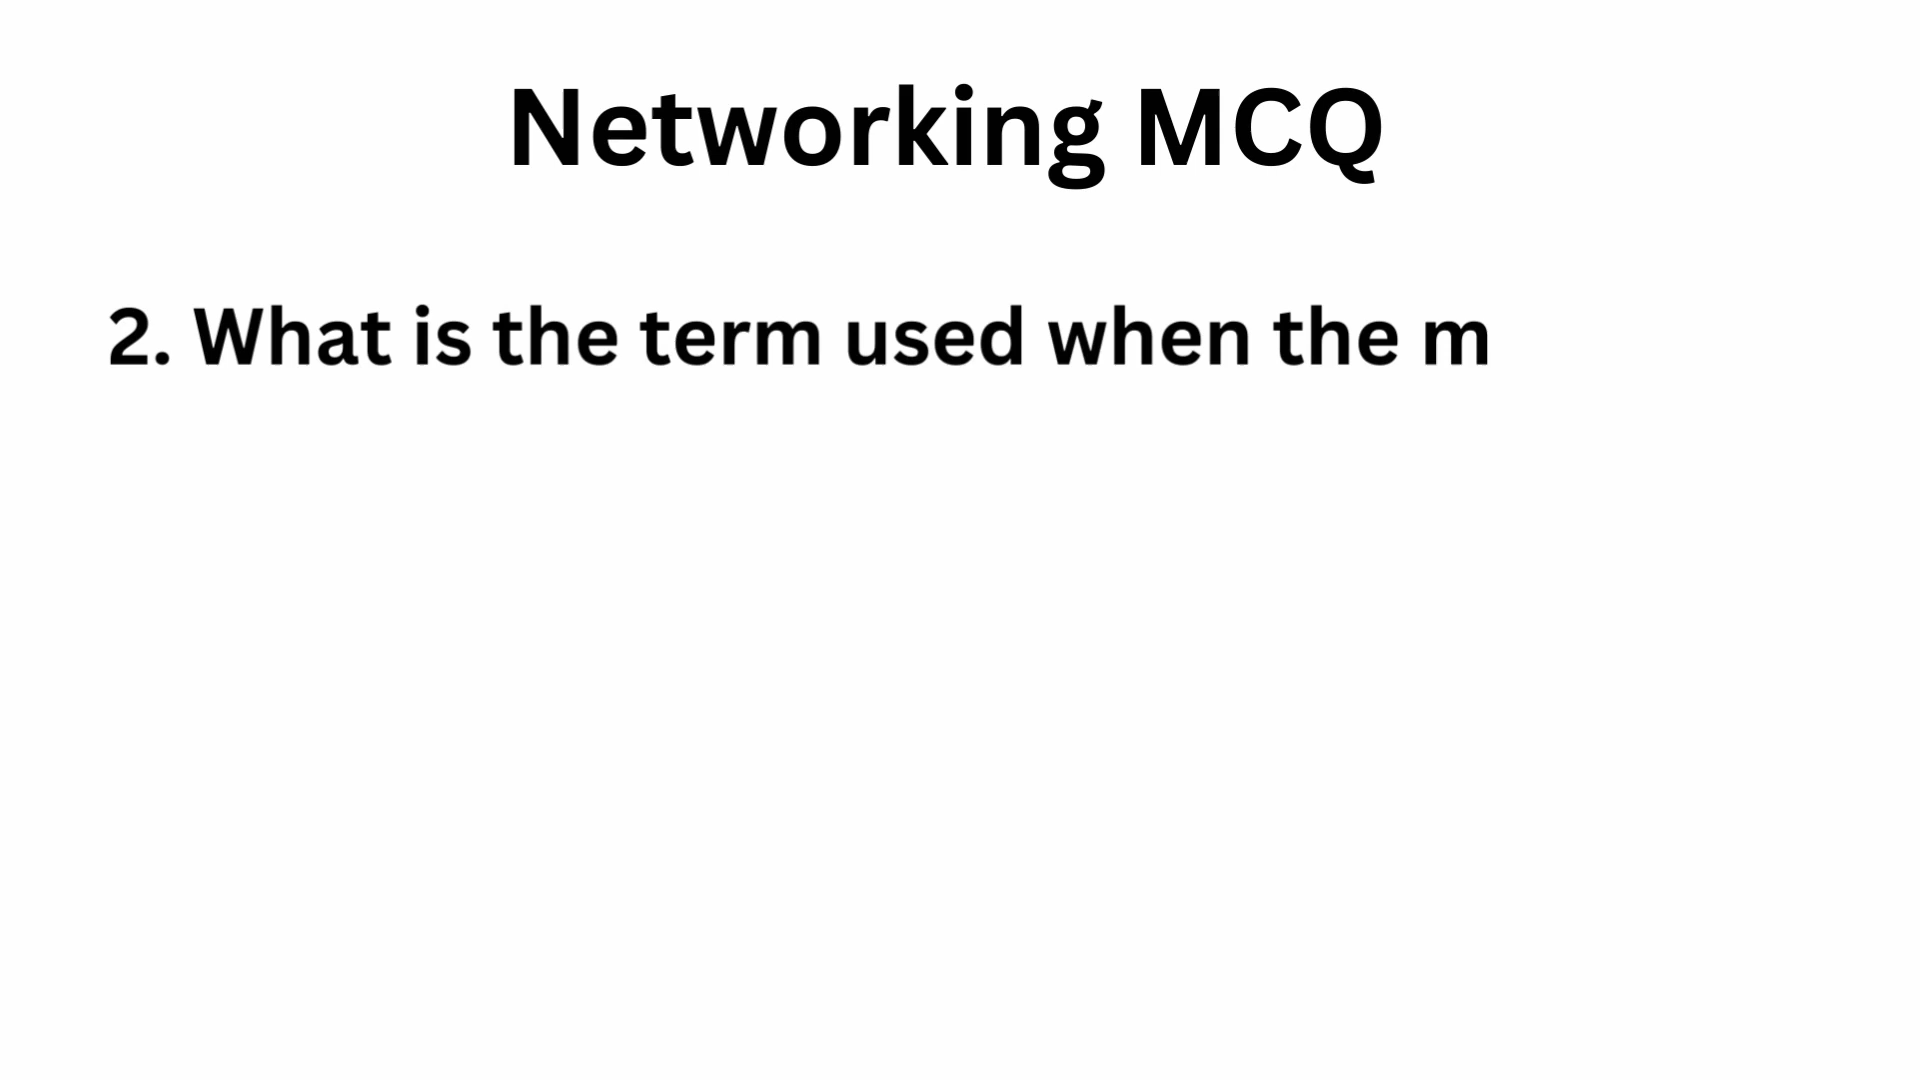 Networking MCQ
2. What is the term used when the m